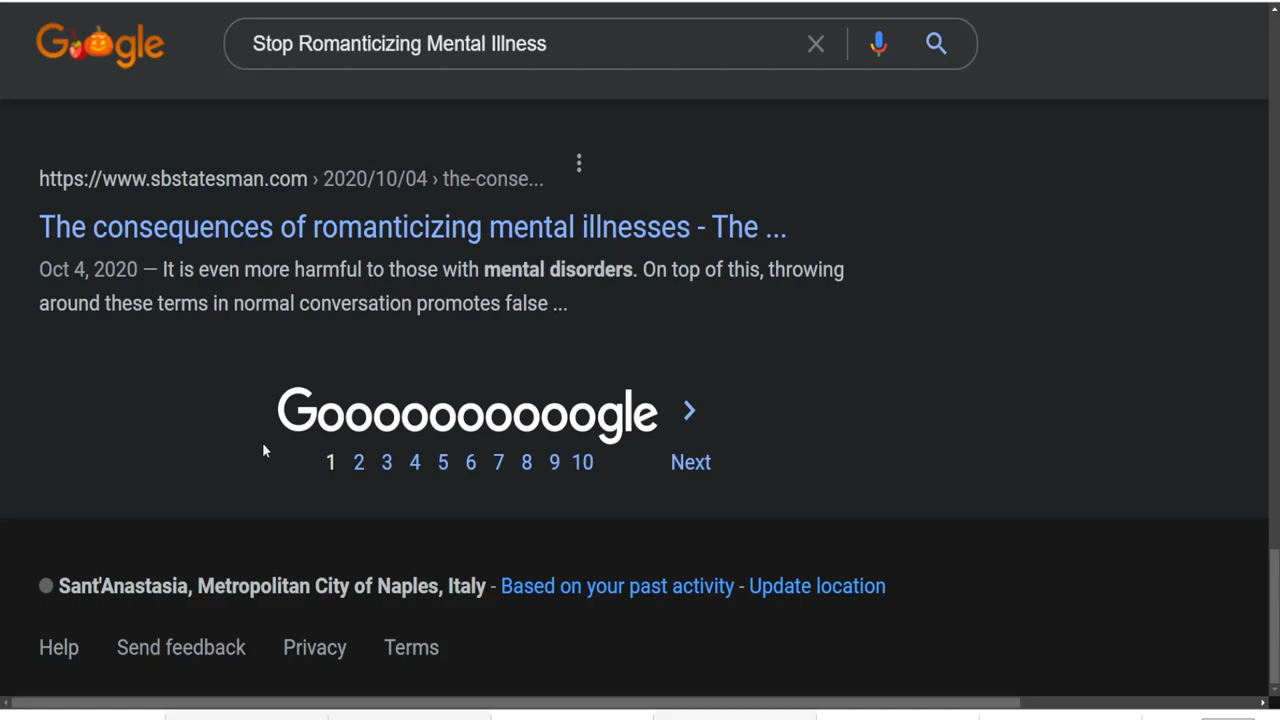 Google
Stop Romanticizing Mental Illness
https://www.sbstatesman.com › 2020/10/04 › the-conse...
The consequences of romanticizing mental illnesses - The ...
Oct 4, 2020 — It is even more harmful to those with mental disorders. On top of this, throwing
around these terms in normal conversation promotes false ...
Goooooooooogle >
1 2 3 4 5 6 7 8 9 10 Next
Sant'Anastasia, Metropolitan City of Naples, Italy - Based on your past activity - Update location
Help Send feedback Privacy Terms